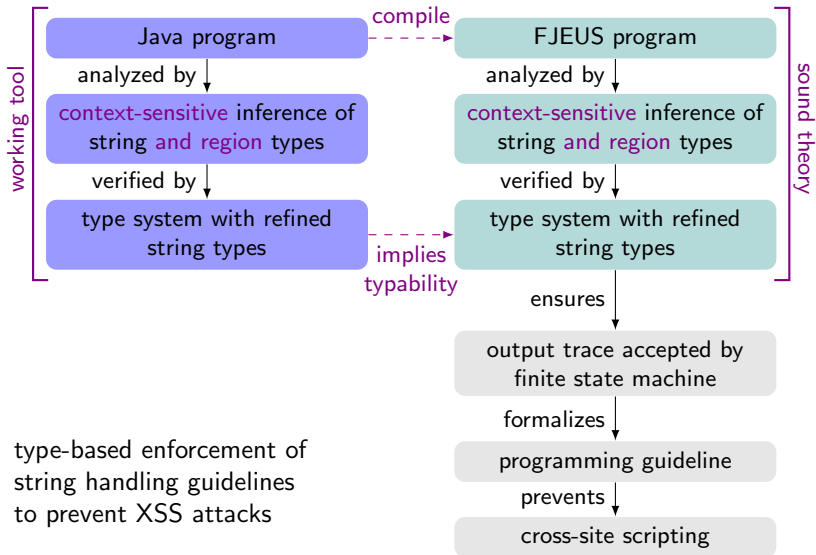 compile
Java program
FJEUS program
analyzed by
analyzed by
working tool
context-sensitive inference of
string and region types
context-sensitive inference of
string and region types
sound theory
verified by
verified by
type system with refined
string types
type system with refined
string types
implies
typability
ensures
output trace accepted by
finite state machine
formalizes
programming guideline
prevents
cross-site scripting
type-based enforcement of
string handling guidelines
to prevent XSS attacks